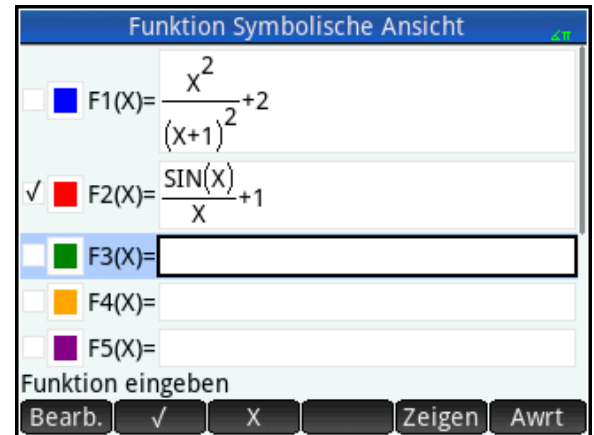 Funktion Symbolische Ansicht ∡π
F1(X)= X²/(X+1)² +2
√ F2(X)= SIN(X)/X +1
F3(X)=
F4(X)=
F5(X)=
Funktion eingeben
Bearb. √ X Zeigen Awrt